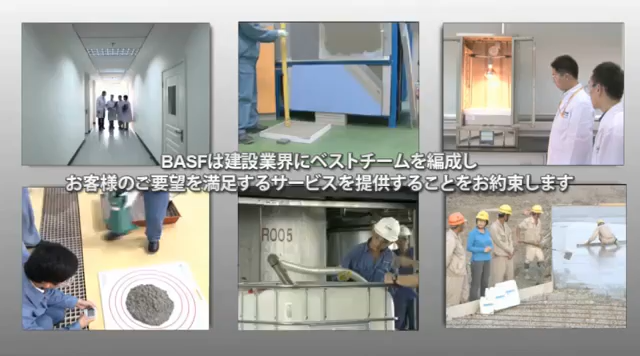 BASFは建設業界にベストチームを編成し
お客様のご要望を満足するサービスを提供することをお約束します
R005